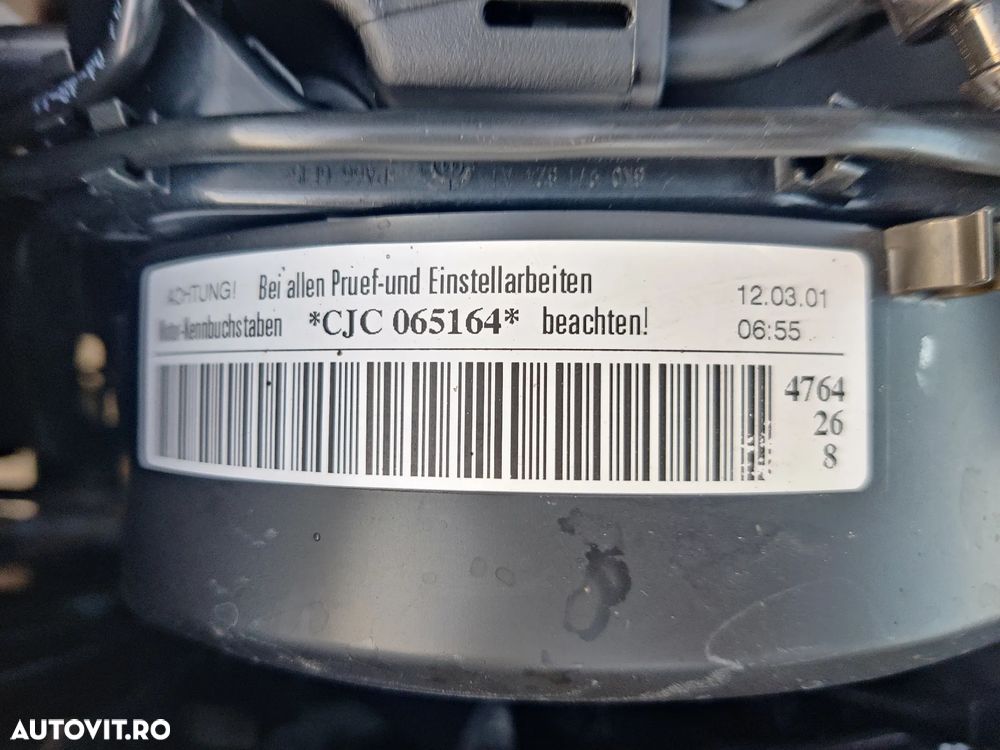 ACHTUNG! Bei allen Pruef-und Einstellarbeiten
12.03.01
Motor-Kennbuchstaben *CJC 065164* beachten!
06:55
4764
26
8
AUTOVIT.RO